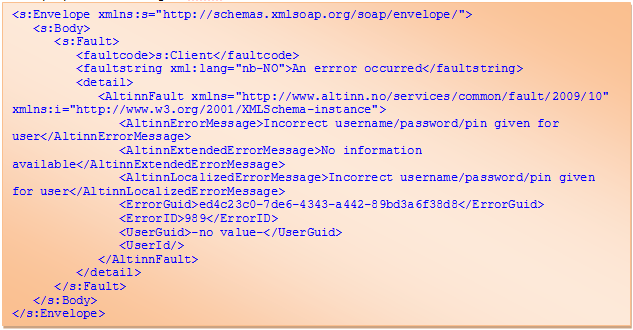 <s:Envelope xmlns:s="http://schemas.xmlsoap.org/soap/envelope/">
<s:Body>
<s:Fault>
<faultcode>s:Client</faultcode>
<faultstring xml:lang="nb-NO">An errror occurred</faultstring>
<detail>
<AltinnFault xmlns="http://www.altinn.no/services/common/fault/2009/10"
xmlns:i="http://www.w3.org/2001/XMLSchema-instance">
<AltinnErrorMessage>Incorrect username/password/pin given for
user</AltinnErrorMessage>
<AltinnExtendedErrorMessage>No information
available</AltinnExtendedErrorMessage>
<AltinnLocalizedErrorMessage>Incorrect username/password/pin given
for user</AltinnLocalizedErrorMessage>
<ErrorGuid>ed4c23c0-7de6-4343-a442-89bd3a6f38d8</ErrorGuid>
<ErrorID>989</ErrorID>
<UserGuid>-no value-</UserGuid>
<UserId/>
</AltinnFault>
</detail>
</s:Fault>
</s:Body>
</s:Envelope>